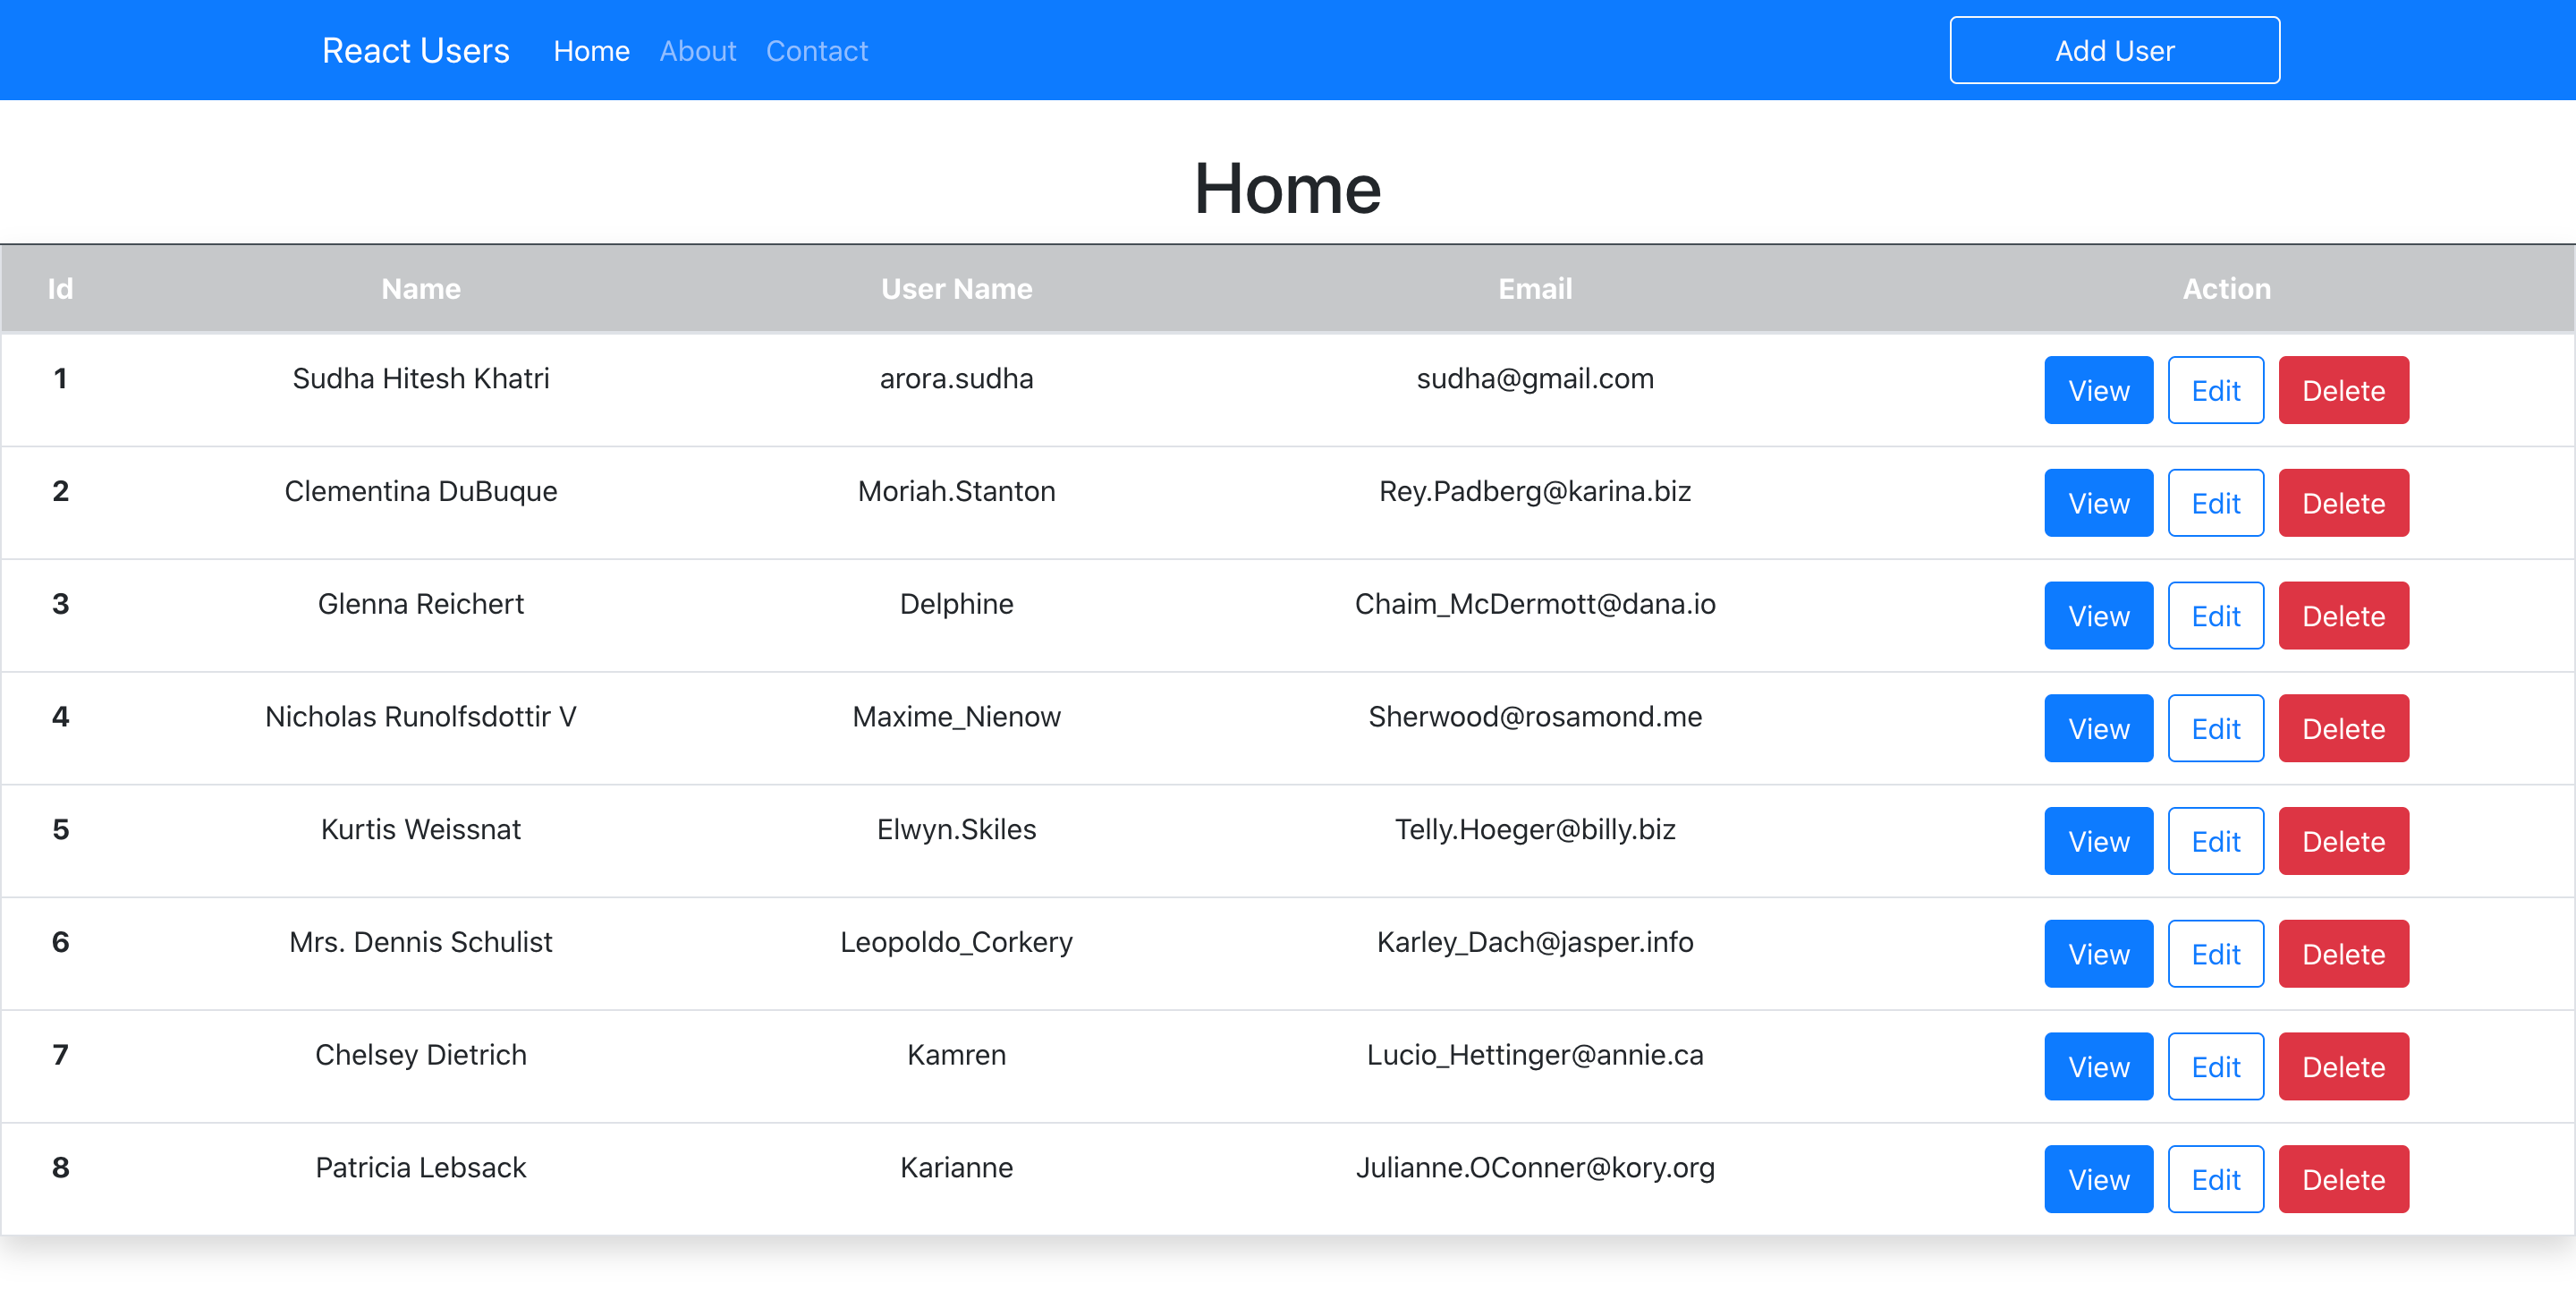 React Users Home About Contact Add User
Home
Id Name User Name Email Action
1 Sudha Hitesh Khatri arora.sudha sudha@gmail.com View Edit Delete
2 Clementina DuBuque Moriah.Stanton Rey.Padberg@karina.biz View Edit Delete
3 Glenna Reichert Delphine Chaim_McDermott@dana.io View Edit Delete
4 Nicholas Runolfsdottir V Maxime_Nienow Sherwood@rosamond.me View Edit Delete
5 Kurtis Weissnat Elwyn.Skiles Telly.Hoeger@billy.biz View Edit Delete
6 Mrs. Dennis Schulist Leopoldo_Corkery Karley_Dach@jasper.info View Edit Delete
7 Chelsey Dietrich Kamren Lucio_Hettinger@annie.ca View Edit Delete
8 Patricia Lebsack Karianne Julianne.OConner@kory.org View Edit Delete